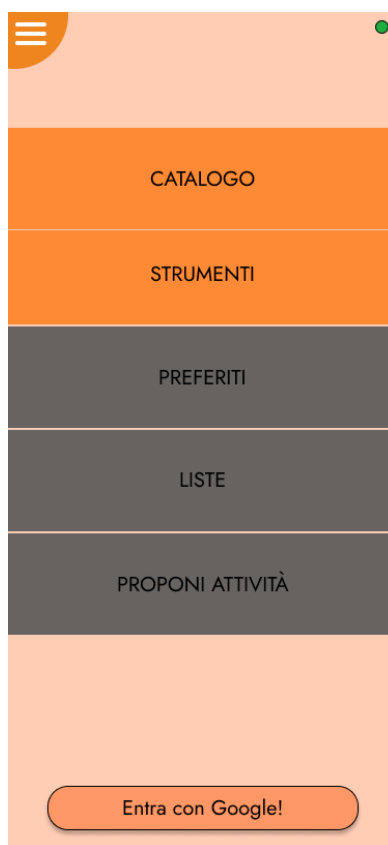 CATALOGO
STRUMENTI
PREFERITI
LISTE
PROPONI ATTIVITÀ
Entra con Google!